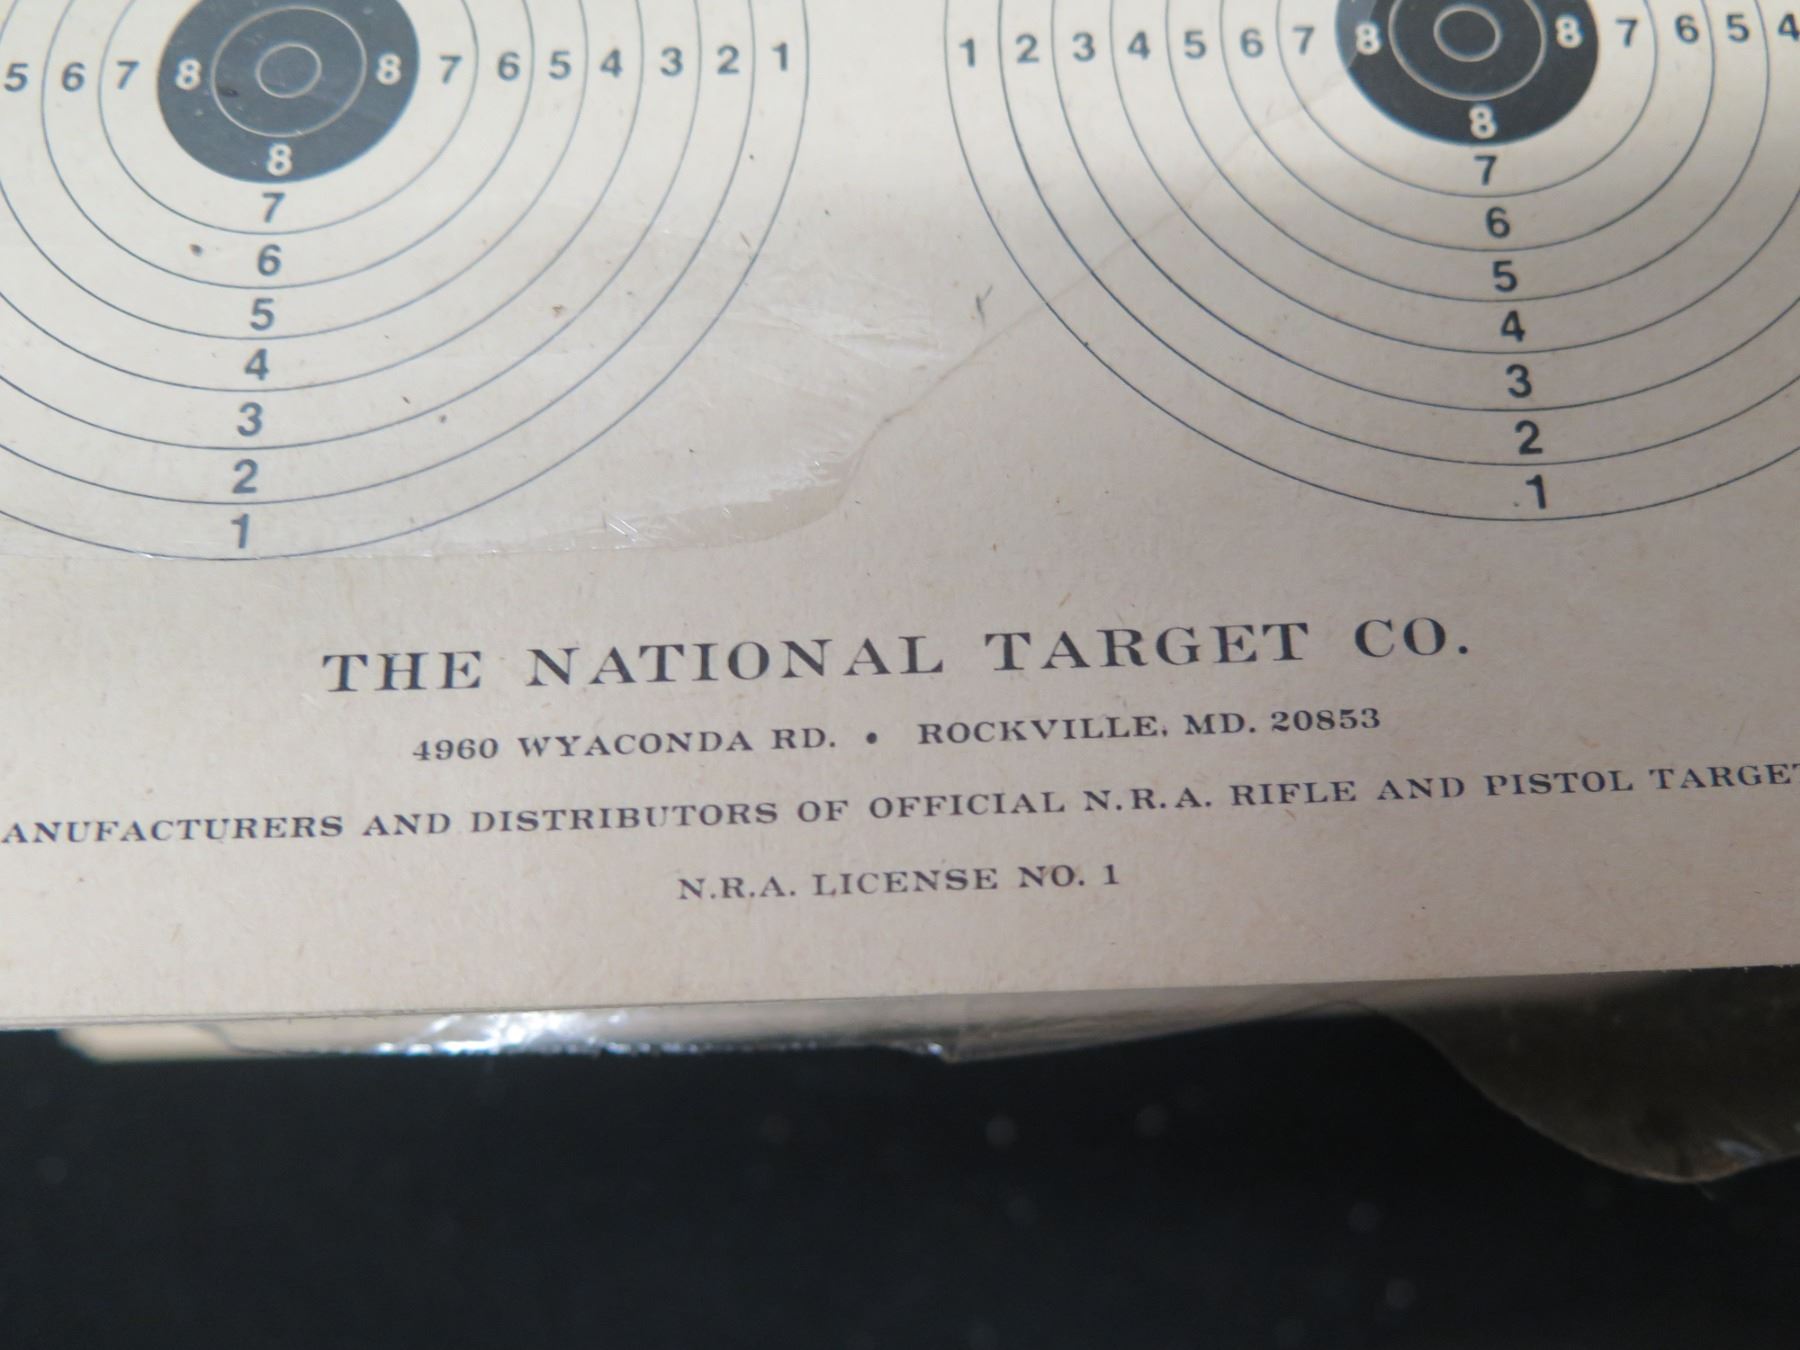 5 6 7 8 8 7 6 5 4 3 2 1
8
7
6
5
4
3
2
1
1 2 3 4 5 6 7 8 8 7 6 5 4
8
7
6
5
4
3
2
1
THE NATIONAL TARGET CO.
4960 WYACONDA RD. • ROCKVILLE, MD. 20853
ANUFACTURERS AND DISTRIBUTORS OF OFFICIAL N.R.A. RIFLE AND PISTOL TARGET
N.R.A. LICENSE NO. 1